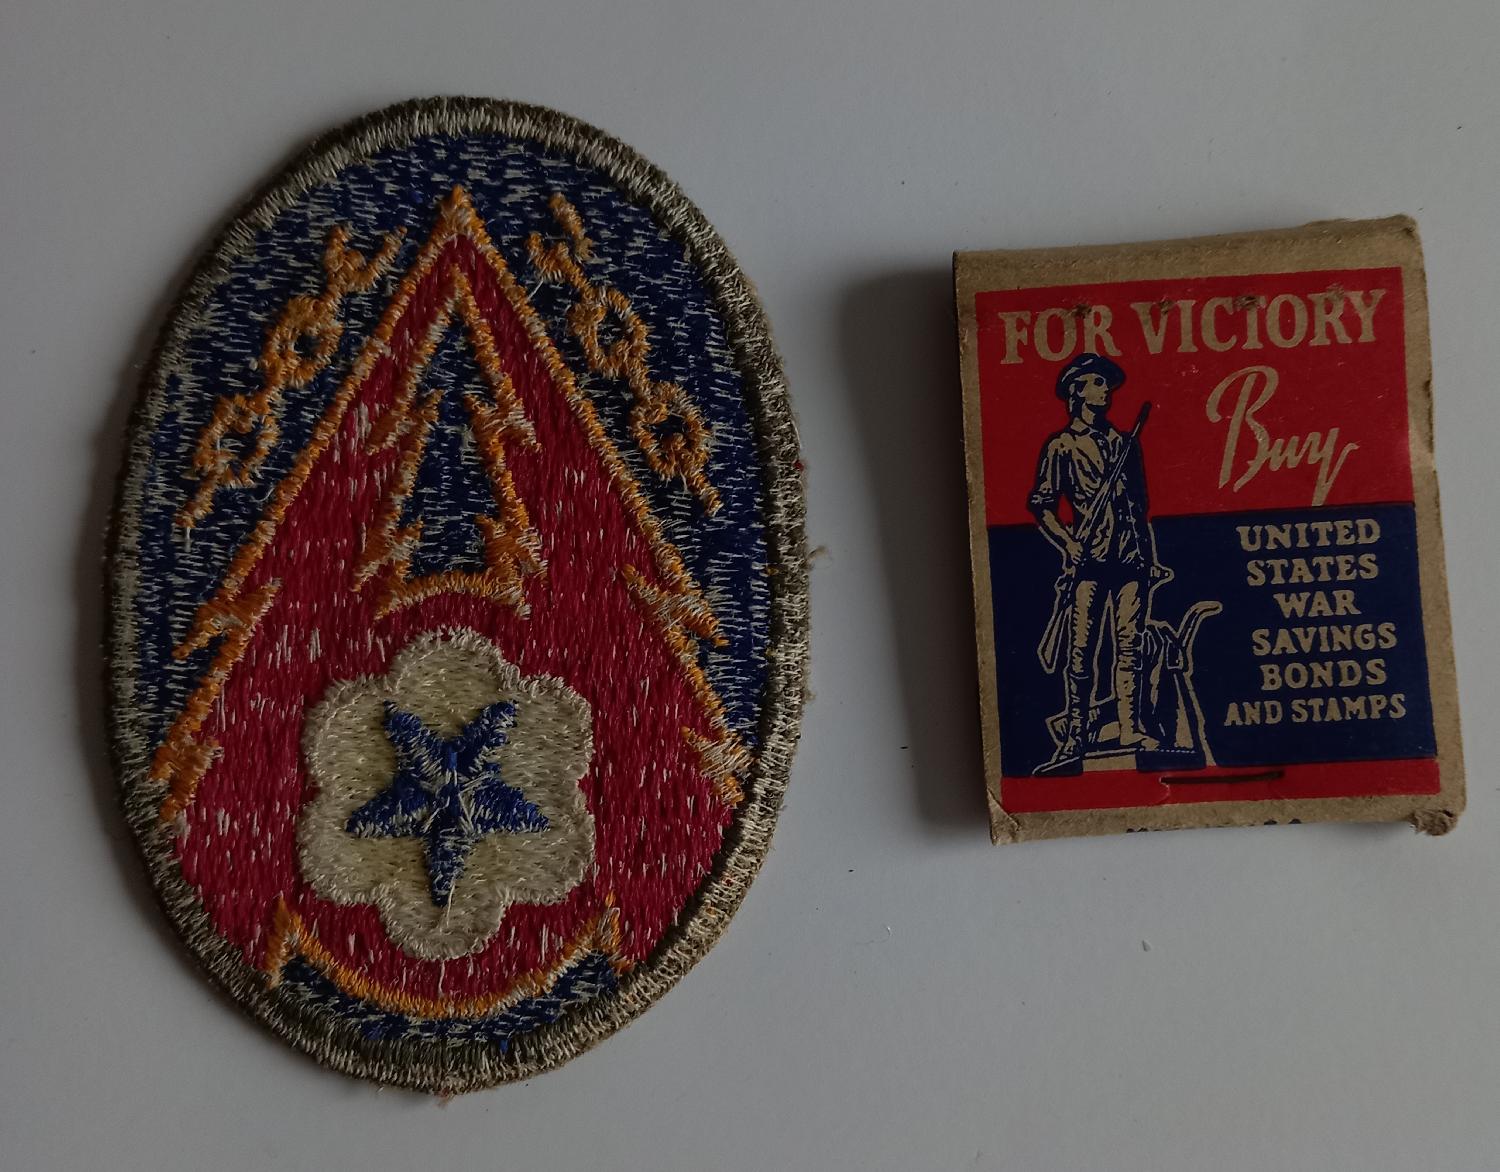 FOR VICTORY
Buy
UNITED
STATES
WAR
SAVINGS
BONDS
AND STAMPS